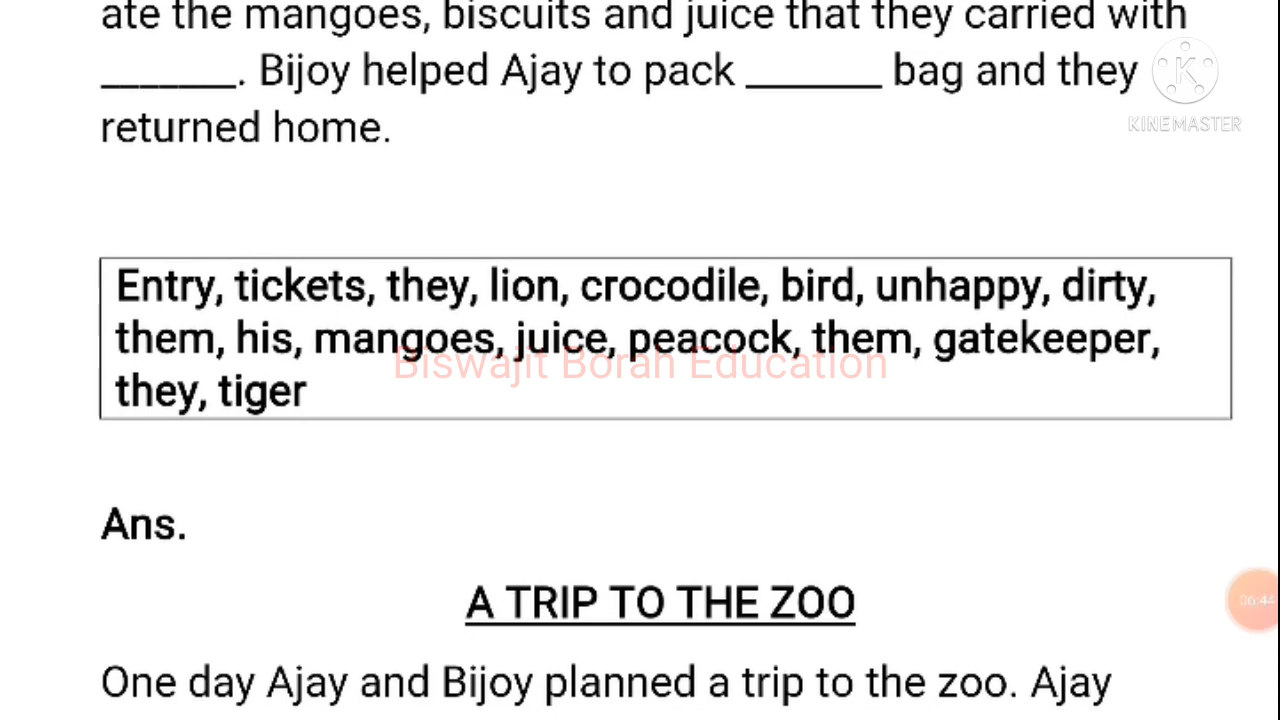 ate the mangoes, biscuits and juice that they carried with
_______. Bijoy helped Ajay to pack _______ bag and they
returned home.
KINEMASTER
Entry, tickets, they, lion, crocodile, bird, unhappy, dirty,
them, his, mangoes, juice, peacock, them, gatekeeper,
Biswajit Borah Education
they, tiger
Ans.
A TRIP TO THE ZOO
06:44
One day Ajay and Bijoy planned a trip to the zoo. Ajay